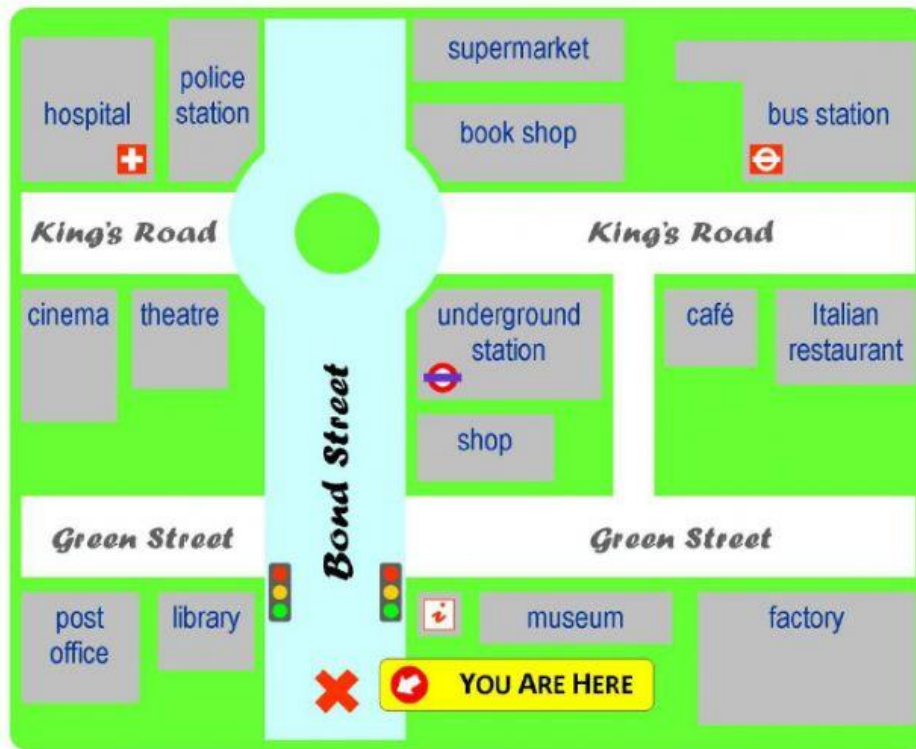 supermarket
police
station
hospital
book shop
bus station
King's Road
King's Road
cinema
theatre
underground
station
café
Italian
restaurant
Bond Street
shop
Green Street
Green Street
post
office
library
i
museum
factory
YOU ARE HERE